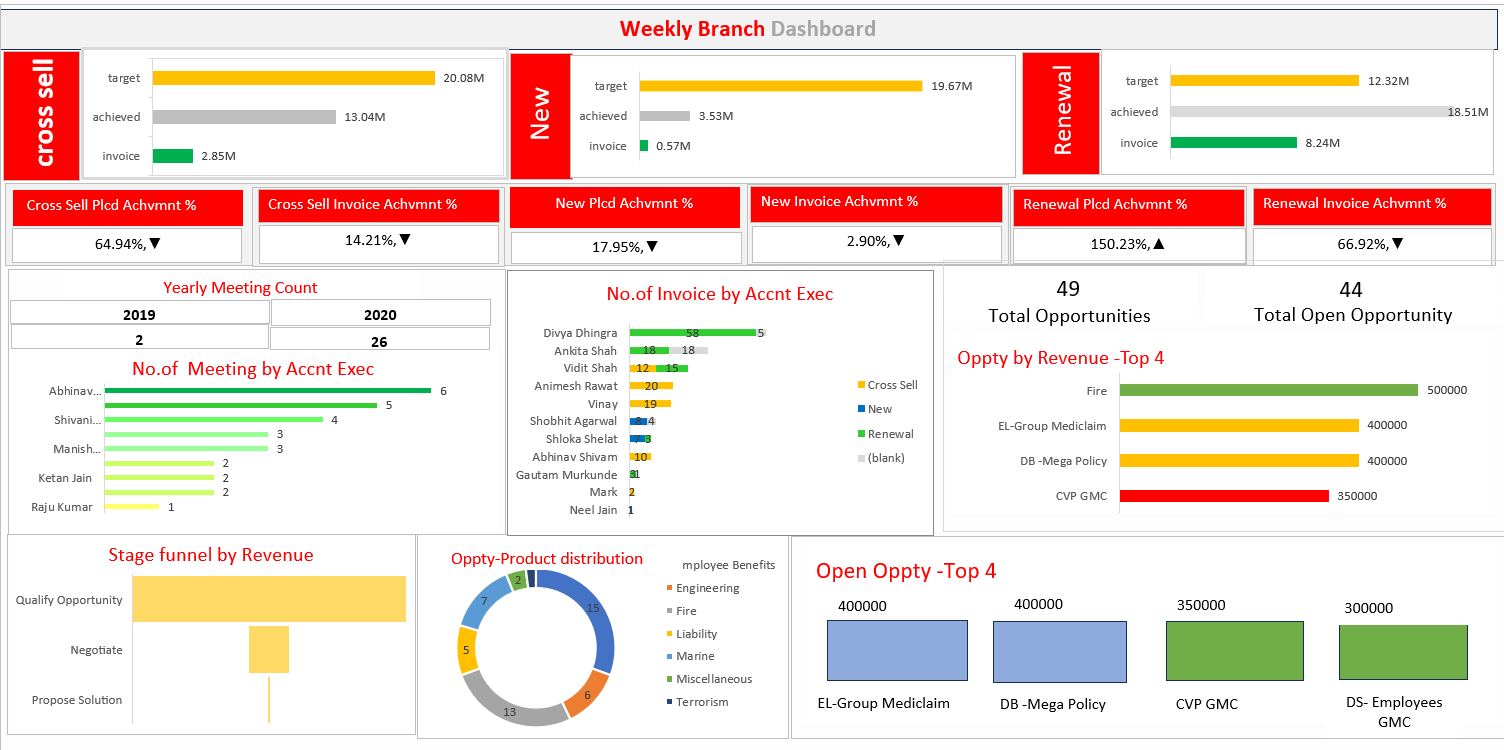 Weekly Branch Dashboard
cross sell
target
20.08M
achieved
13.04M
invoice
2.85M
New
target
19.67M
achieved
3.53M
invoice
0.57M
Renewal
target
12.32M
achieved
18.51M
invoice
8.24M
Cross Sell Plcd Achvmnt %
64.94%,▼
Cross Sell Invoice Achvmnt %
14.21%,▼
New Plcd Achvmnt %
17.95%,▼
New Invoice Achvmnt %
2.90%,▼
Renewal Plcd Achvmnt %
150.23%,▲
Renewal Invoice Achvmnt %
66.92%,▼
Yearly Meeting Count
2019 2020
2 26
No.of Meeting by Accnt Exec
Abhinav... 6
5
Shivani... 4
3
Manish... 3
2
Ketan Jain 2
2
Raju Kumar 1
No.of Invoice by Accnt Exec
Divya Dhingra 58 5
Ankita Shah 18 18
Vidit Shah 12 15
Animesh Rawat 20
Vinay 19
Shobhit Agarwal 8 4
Shloka Shelat 7 3
Abhinav Shivam 10
Gautam Murkunde 3 1
Mark 2
Neel Jain 1
Cross Sell
New
Renewal
(blank)
49
Total Opportunities
44
Total Open Opportunity
Oppty by Revenue -Top 4
Fire 500000
EL-Group Mediclaim 400000
DB -Mega Policy 400000
CVP GMC 350000
Stage funnel by Revenue
Qualify Opportunity
Negotiate
Propose Solution
Oppty-Product distribution
15
6
13
5
7
2
mployee Benefits
Engineering
Fire
Liability
Marine
Miscellaneous
Terrorism
Open Oppty -Top 4
400000
EL-Group Mediclaim
400000
DB -Mega Policy
350000
CVP GMC
300000
DS- Employees
GMC